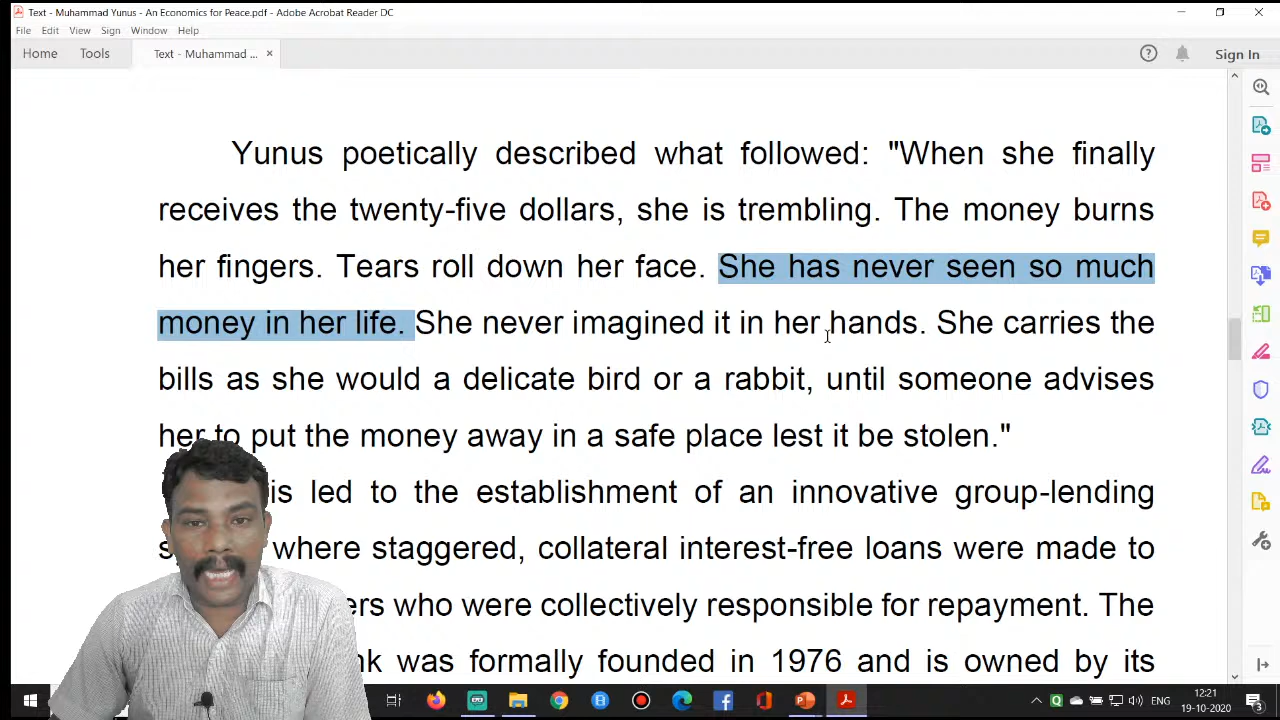 Text - Muhammad Yunus - An Economics for Peace.pdf - Adobe Acrobat Reader DC
File Edit View Sign Window Help
Home Tools Text - Muhammad ... × Sign In
Yunus poetically described what followed: "When she finally
receives the twenty-five dollars, she is trembling. The money burns
her fingers. Tears roll down her face. She has never seen so much
money in her life. She never imagined it in her hands. She carries the
bills as she would a delicate bird or a rabbit, until someone advises
her to put the money away in a safe place lest it be stolen."
is led to the establishment of an innovative group-lending
where staggered, collateral interest-free loans were made to
who were collectively responsible for repayment. The
was formally founded in 1976 and is owned by its
ENG 12:21
19-10-2020